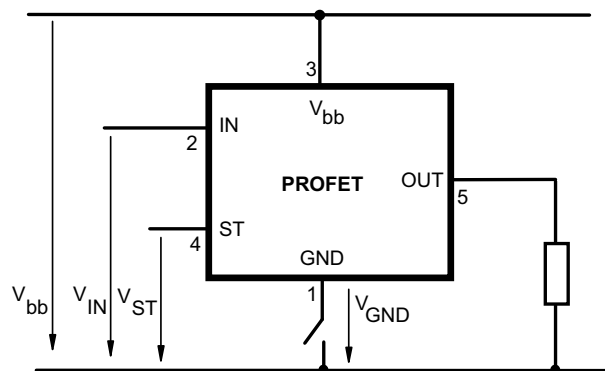 3
V_bb
IN
2
PROFET
OUT
5
ST
4
GND
1
V_bb
V_IN
V_ST
V_GND